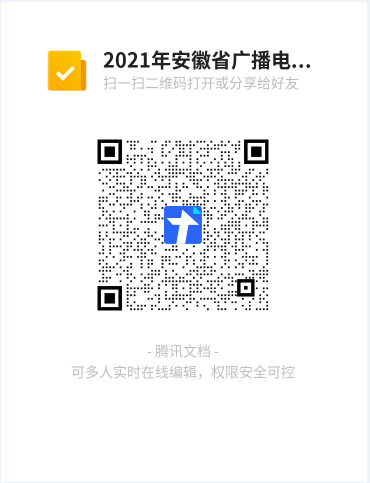 2021年安徽省广播电...
扫一扫二维码打开或分享给好友
- 腾讯文档 -
可多人实时在线编辑，权限安全可控